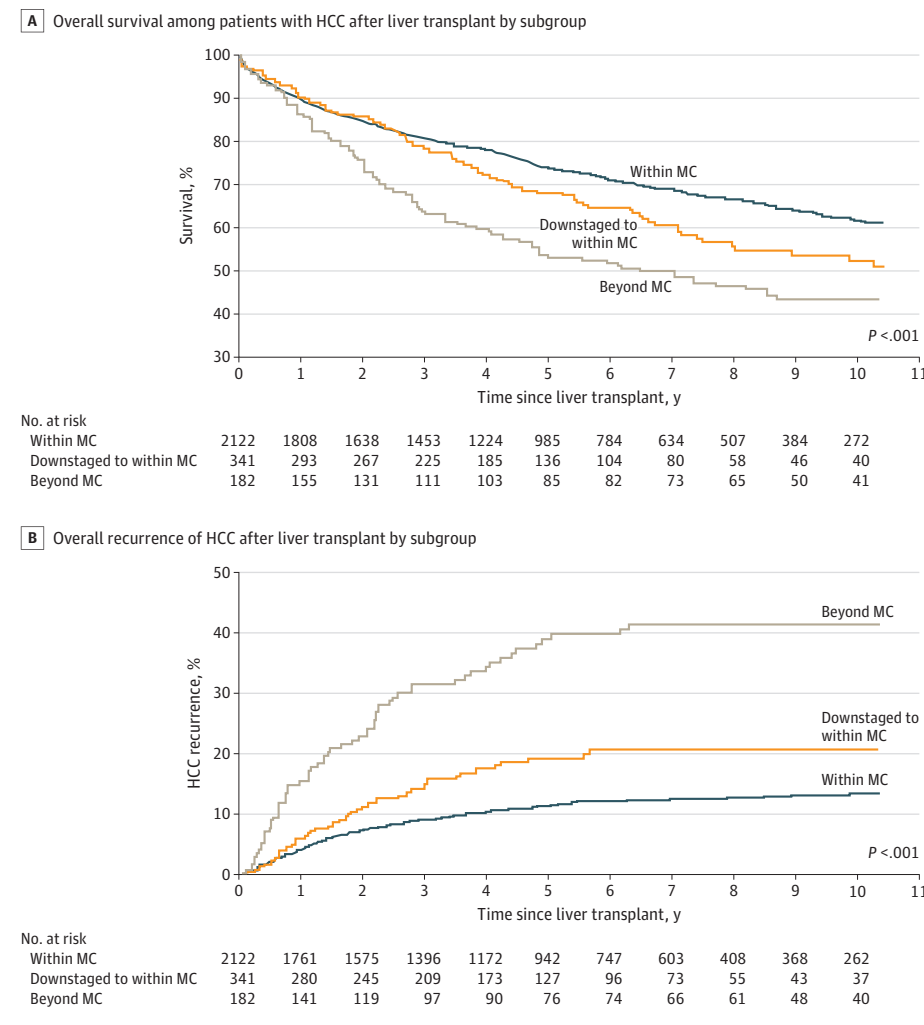 A Overall survival among patients with HCC after liver transplant by subgroup
100
90
80
70
60
50
40
30
Survival, %
Within MC
Downstaged to
within MC
Beyond MC
P <.001
0 1 2 3 4 5 6 7 8 9 10 11
Time since liver transplant, y
No. at risk
Within MC 2122 1808 1638 1453 1224 985 784 634 507 384 272
Downstaged to within MC 341 293 267 225 185 136 104 80 58 46 40
Beyond MC 182 155 131 111 103 85 82 73 65 50 41
B Overall recurrence of HCC after liver transplant by subgroup
50
40
30
20
10
0
HCC recurrence, %
Beyond MC
Downstaged to
within MC
Within MC
P <.001
0 1 2 3 4 5 6 7 8 9 10 11
Time since liver transplant, y
No. at risk
Within MC 2122 1761 1575 1396 1172 942 747 603 408 368 262
Downstaged to within MC 341 280 245 209 173 127 96 73 55 43 37
Beyond MC 182 141 119 97 90 76 74 66 61 48 40